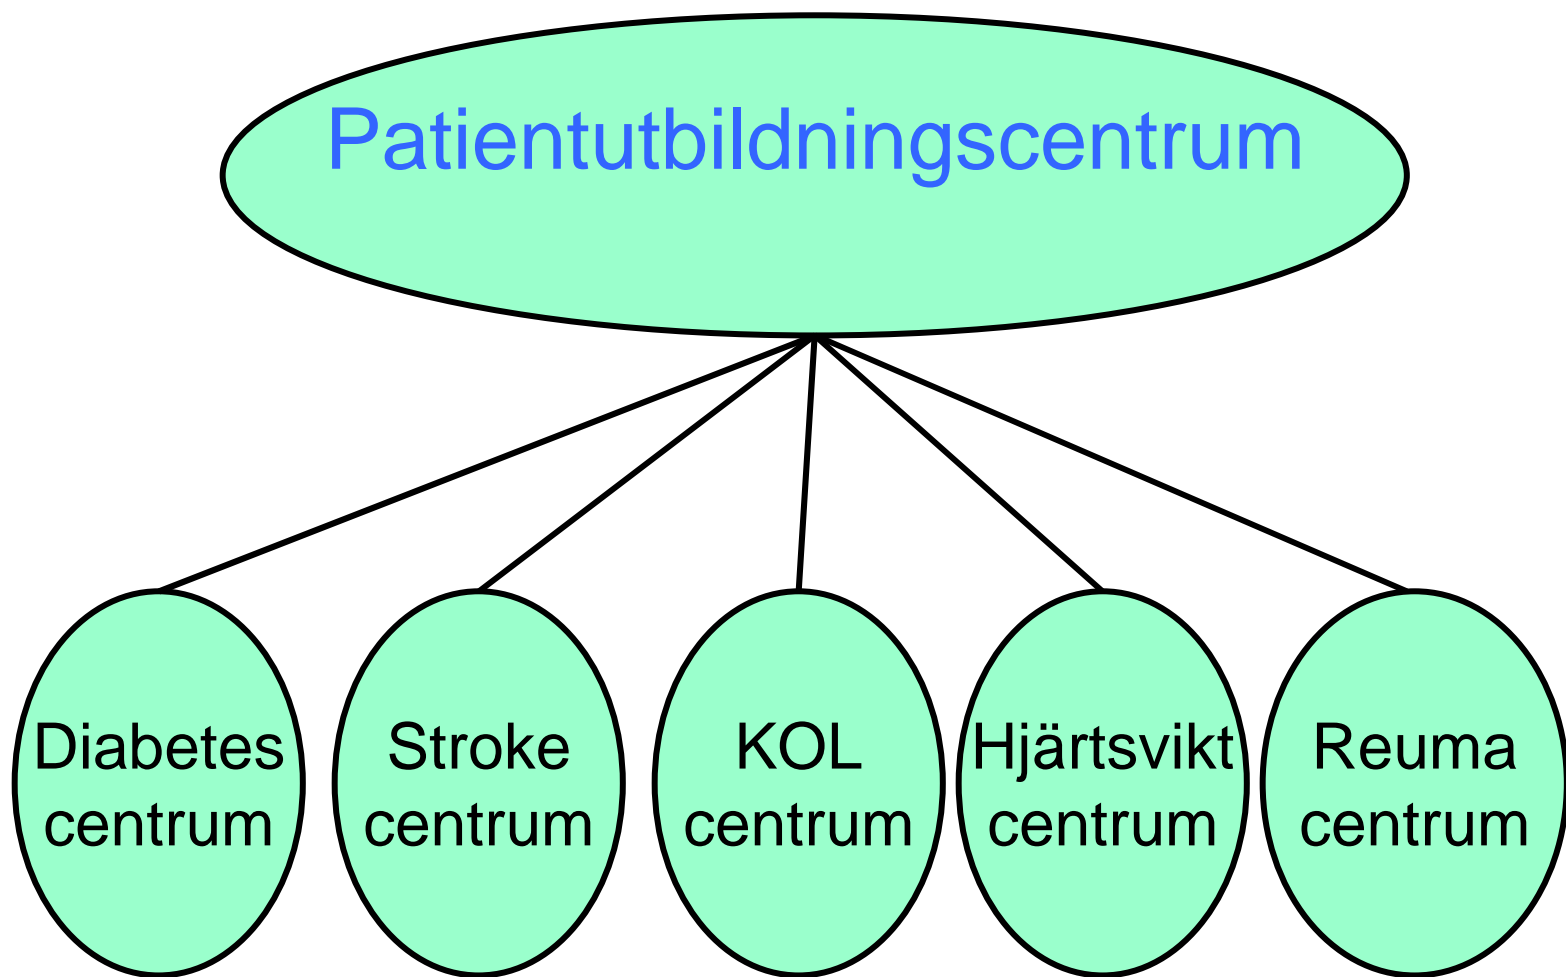 Patientutbildningscentrum
Diabetes
centrum
Stroke
centrum
KOL
centrum
Hjärtsvikt
centrum
Reuma
centrum